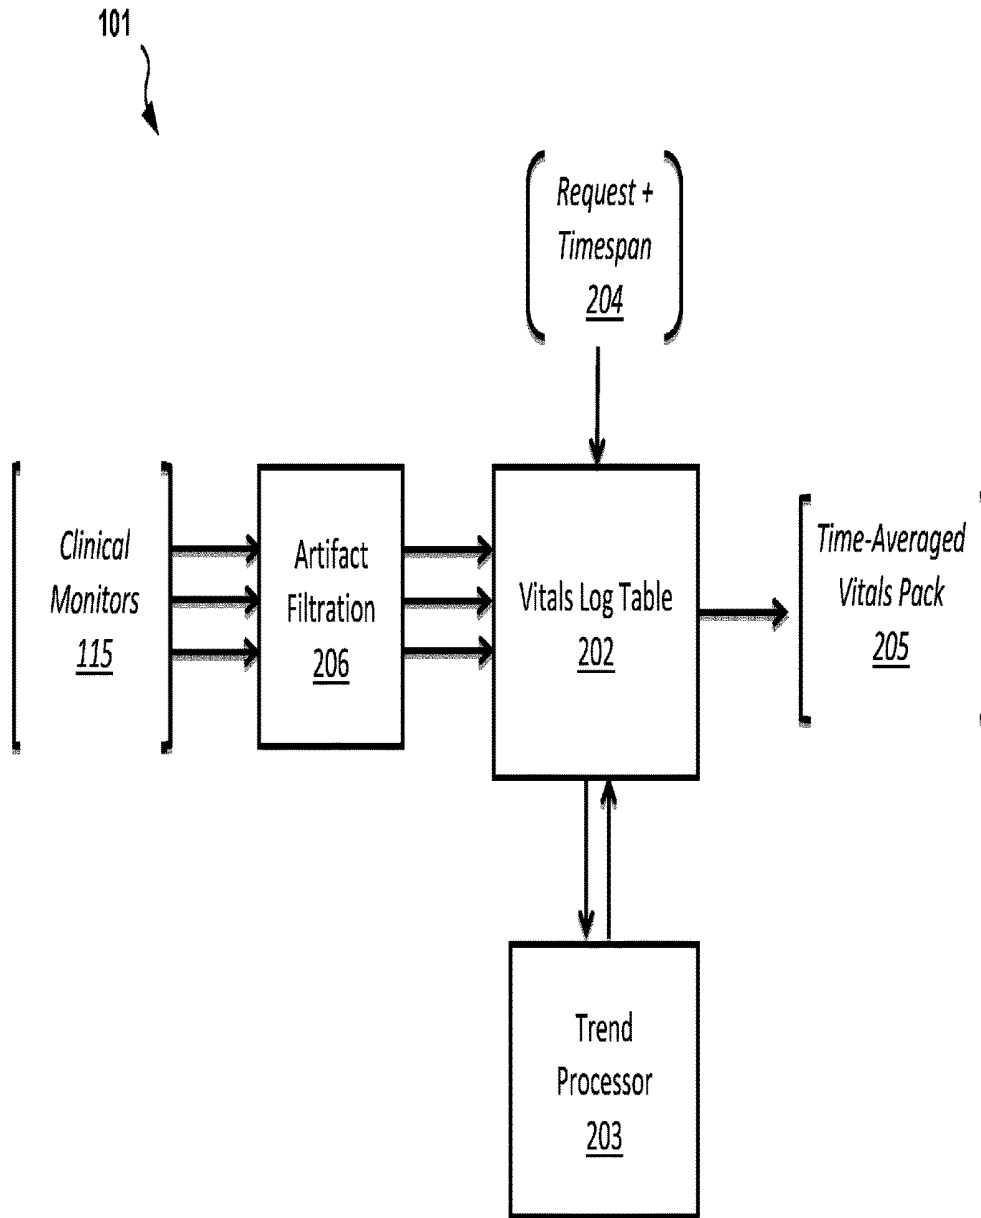 101
Request +
Timespan
204
Clinical
Monitors
115
Artifact
Filtration
206
Vitals Log Table
202
Time-Averaged
Vitals Pack
205
Trend
Processor
203